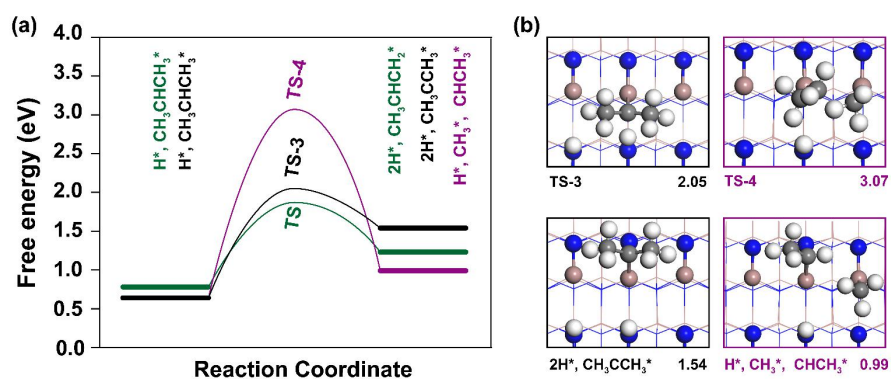 (a)
Free energy (eV)
4.0
3.5
3.0
2.5
2.0
1.5
1.0
0.5
0.0
H*, CH₃CHCH₃*
H*, CH₃CHCH₃*
TS-4
TS-3
TS
2H*, CH₃CHCH₂*
2H*, CH₃CCH₃*
H*, CH₃*, CHCH₃*
Reaction Coordinate
(b)
TS-3 2.05
TS-4 3.07
2H*, CH₃CCH₃* 1.54
H*, CH₃*, CHCH₃* 0.99